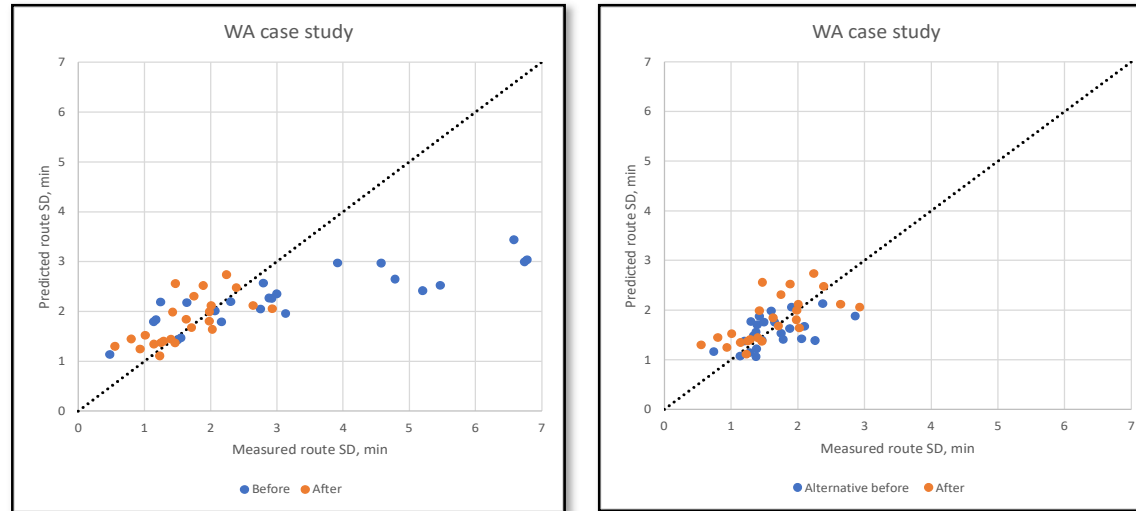 WA case study
7
6
5
4
3
2
1
0
Predicted route SD, min
0 1 2 3 4 5 6 7
Measured route SD, min
Before After
WA case study
7
6
5
4
3
2
1
0
Predicted route SD, min
0 1 2 3 4 5 6 7
Measured route SD, min
Alternative before After